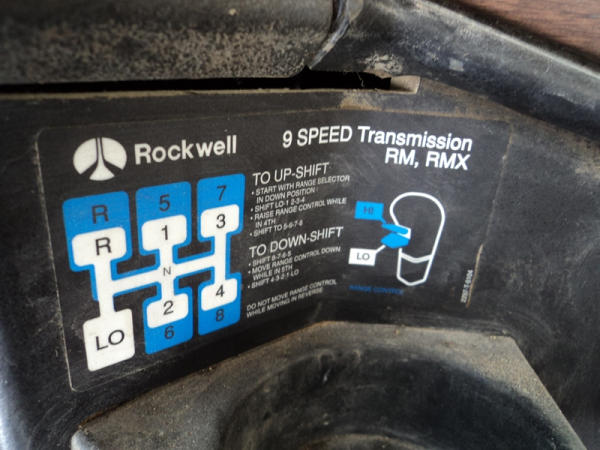 Rockwell
9 SPEED Transmission
RM, RMX
R 5 7
R 1 3
N
LO 2 4
6 8
TO UP-SHIFT
• START WITH RANGE SELECTOR
IN DOWN POSITION
• SHIFT LO-1-2-3-4
• RAISE RANGE CONTROL WHILE
IN 4TH
• SHIFT TO 5-6-7-8
TO DOWN-SHIFT
• SHIFT 8-7-6-5
• MOVE RANGE CONTROL DOWN
WHILE IN 5TH
• SHIFT 4-3-2-1-LO
DO NOT MOVE RANGE CONTROL
WHILE MOVING IN REVERSE
HI
LO
RANGE CONTROL